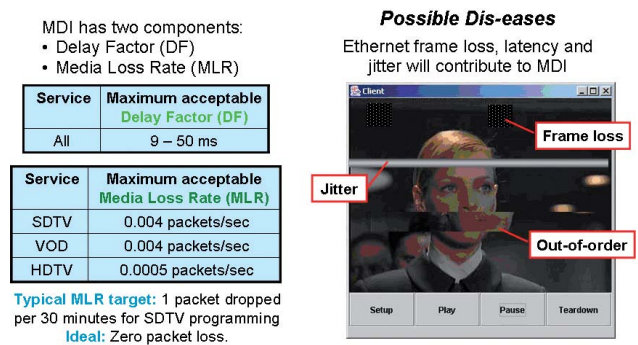 MDI has two components:
• Delay Factor (DF)
• Media Loss Rate (MLR)
Service Maximum acceptable
Delay Factor (DF)
All 9 – 50 ms
Service Maximum acceptable
Media Loss Rate (MLR)
SDTV 0.004 packets/sec
VOD 0.004 packets/sec
HDTV 0.0005 packets/sec
Typical MLR target: 1 packet dropped
per 30 minutes for SDTV programming
Ideal: Zero packet loss.
Possible Dis-eases
Ethernet frame loss, latency and
jitter will contribute to MDI
Client
Frame loss
Jitter
Out-of-order
Setup Play Pause Teardown